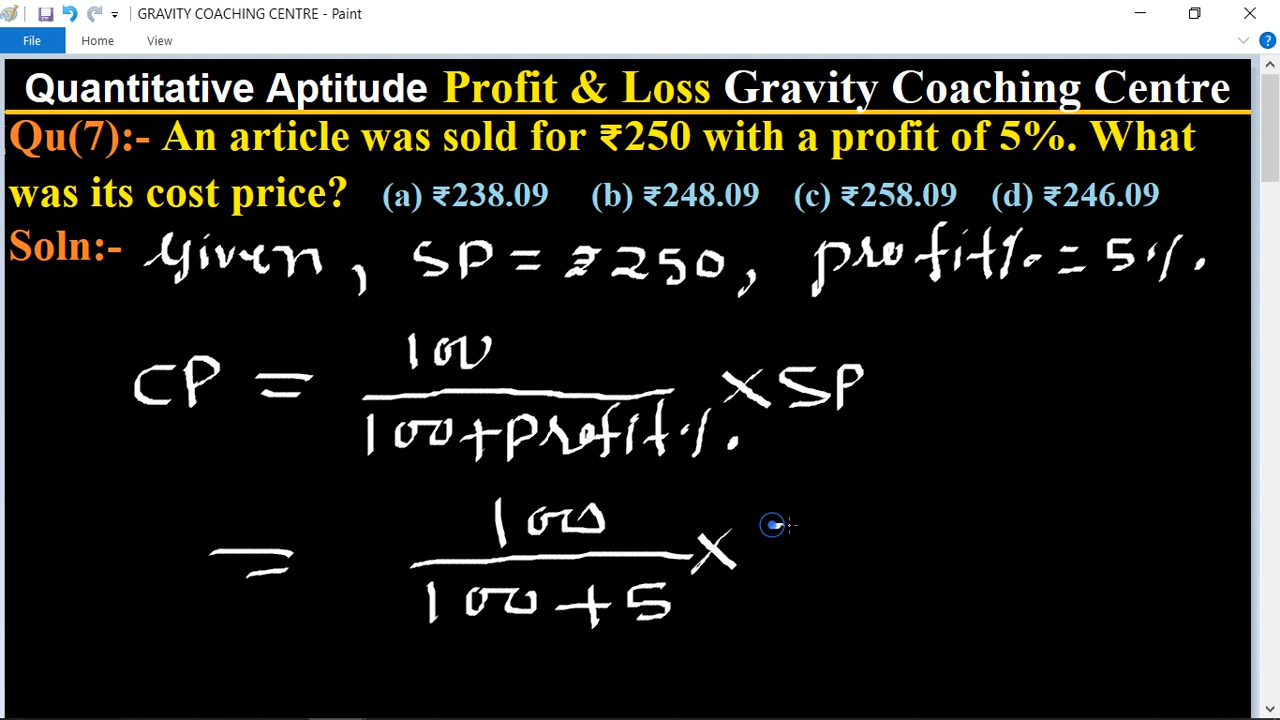 GRAVITY COACHING CENTRE - Paint
File Home View
Quantitative Aptitude Profit & Loss Gravity Coaching Centre
Qu(7):- An article was sold for ₹250 with a profit of 5%. What
was its cost price? (a) ₹238.09 (b) ₹248.09 (c) ₹258.09 (d) ₹246.09
Soln:- Given, SP = ₹250, profit% = 5%.
100
CP = ——— × SP
100+profit%.
100
= ——— ×
100+5